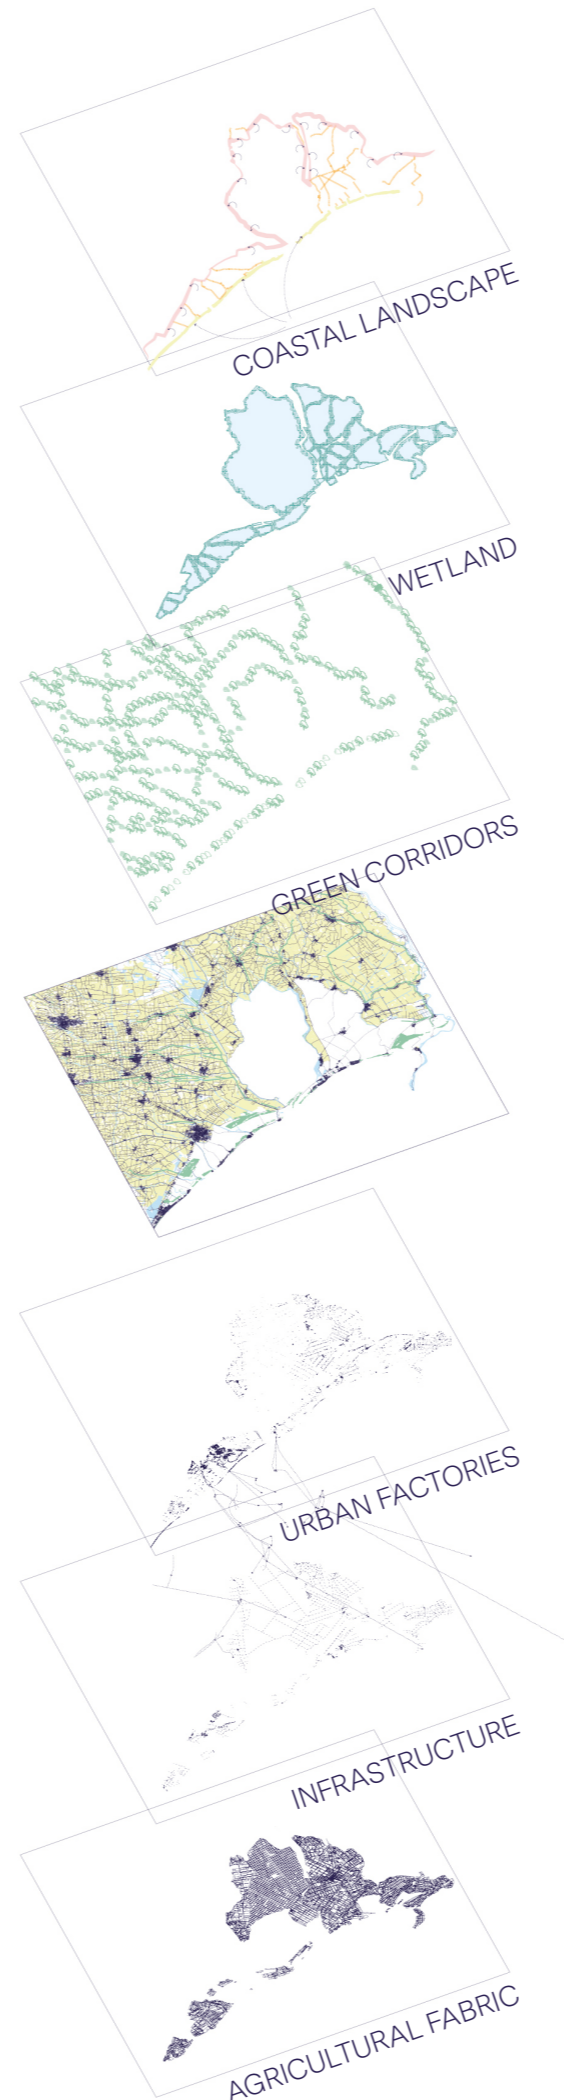 COASTAL LANDSCAPE
WETLAND
GREEN CORRIDORS
URBAN FACTORIES
INFRASTRUCTURE
AGRICULTURAL FABRIC